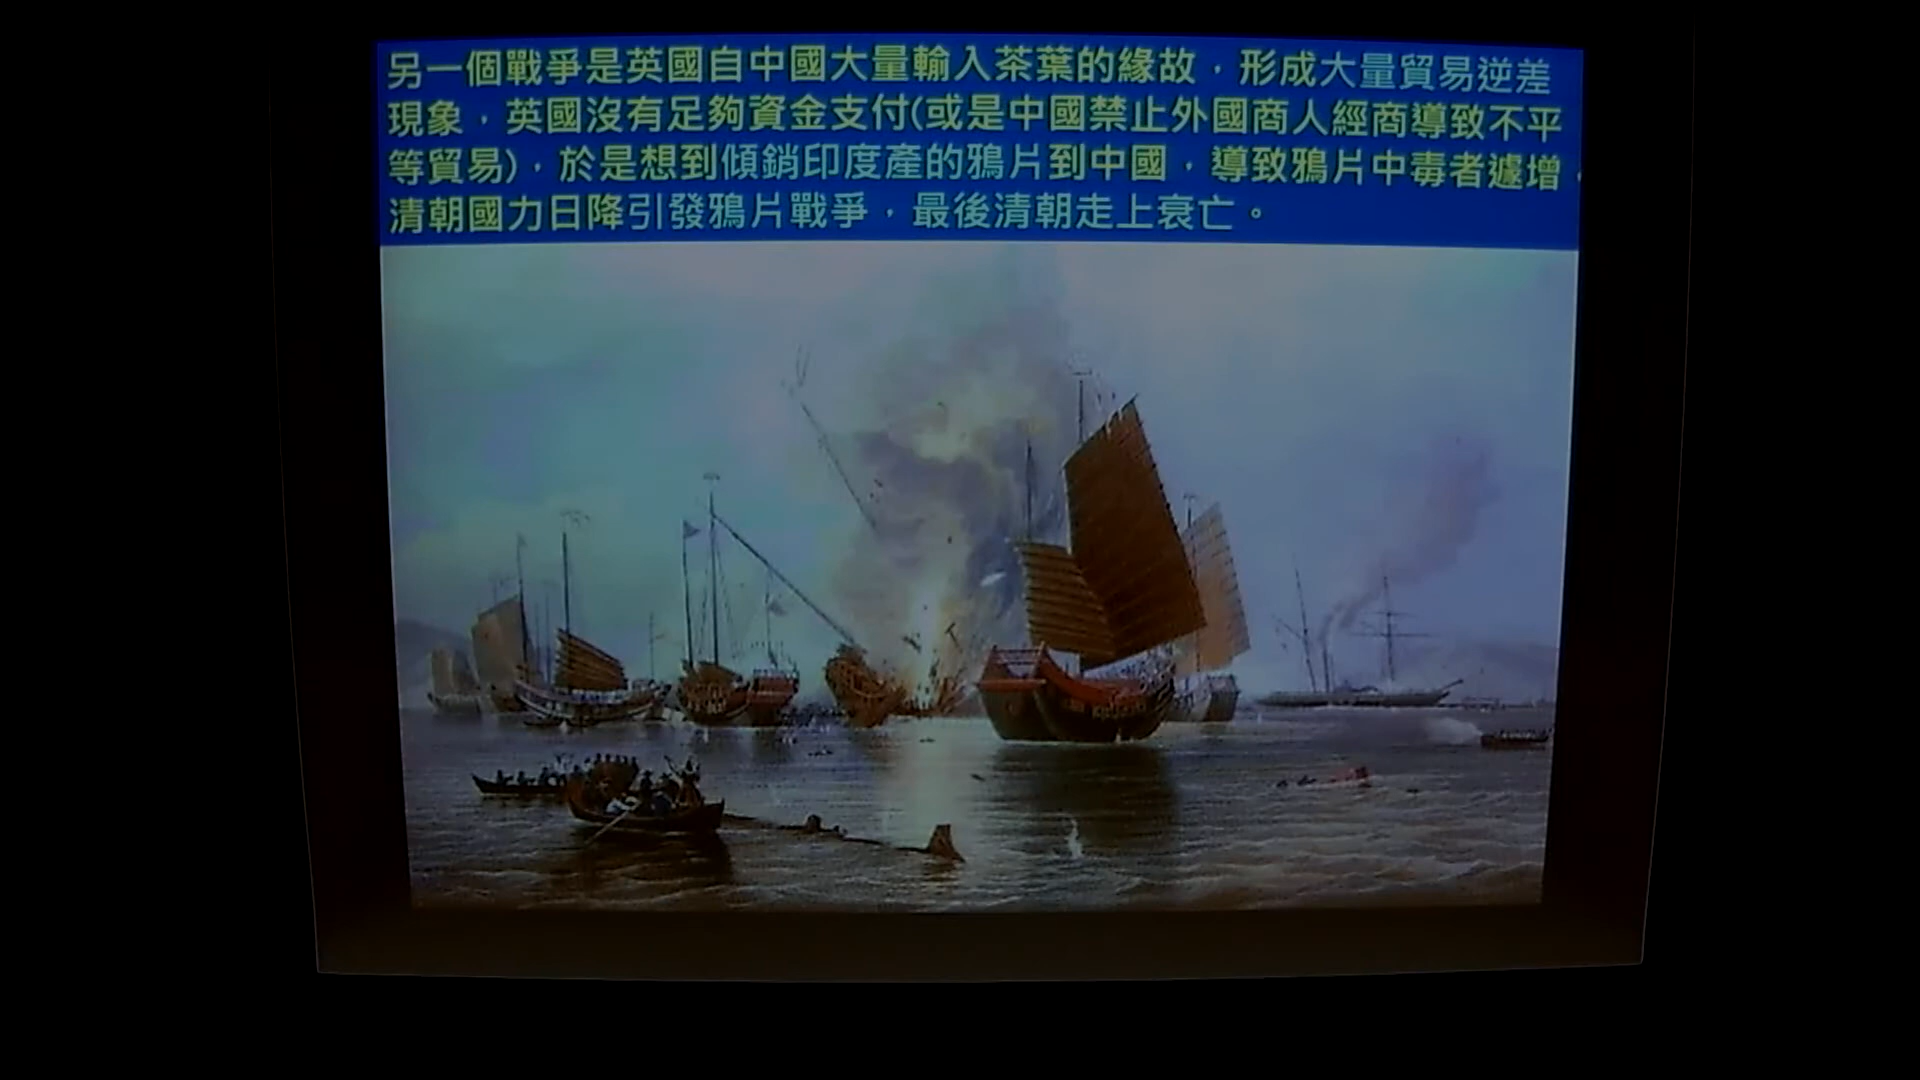 另一個戰爭是英國自中國大量輸入茶葉的緣故，形成大量貿易逆差
現象，英國沒有足夠資金支付(或是中國禁止外國商人經商導致不平
等貿易)，於是想到傾銷印度產的鴉片到中國，導致鴉片中毒者遽增，
清朝國力日降引發鴉片戰爭，最後清朝走上衰亡。